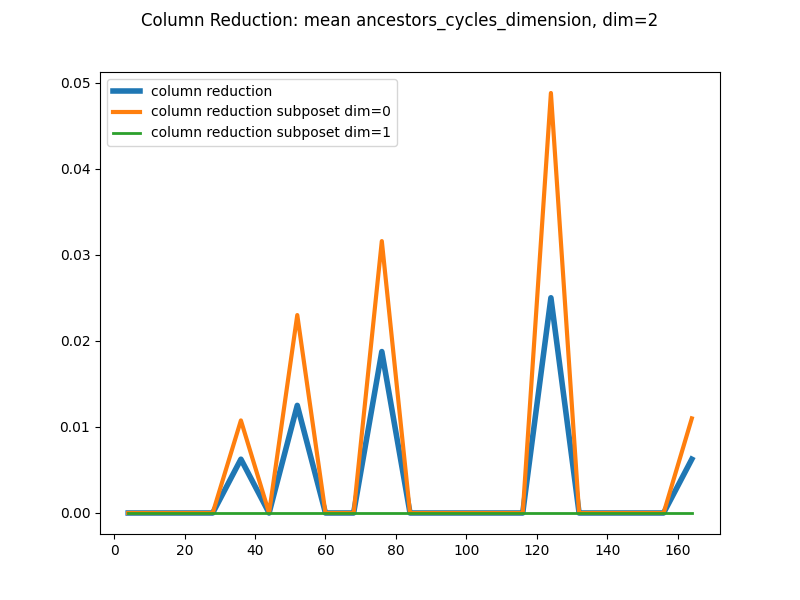 Column Reduction: mean ancestors_cycles_dimension, dim=2
column reduction
column reduction subposet dim=0
column reduction subposet dim=1
0.05
0.04
0.03
0.02
0.01
0.00
0 20 40 60 80 100 120 140 160